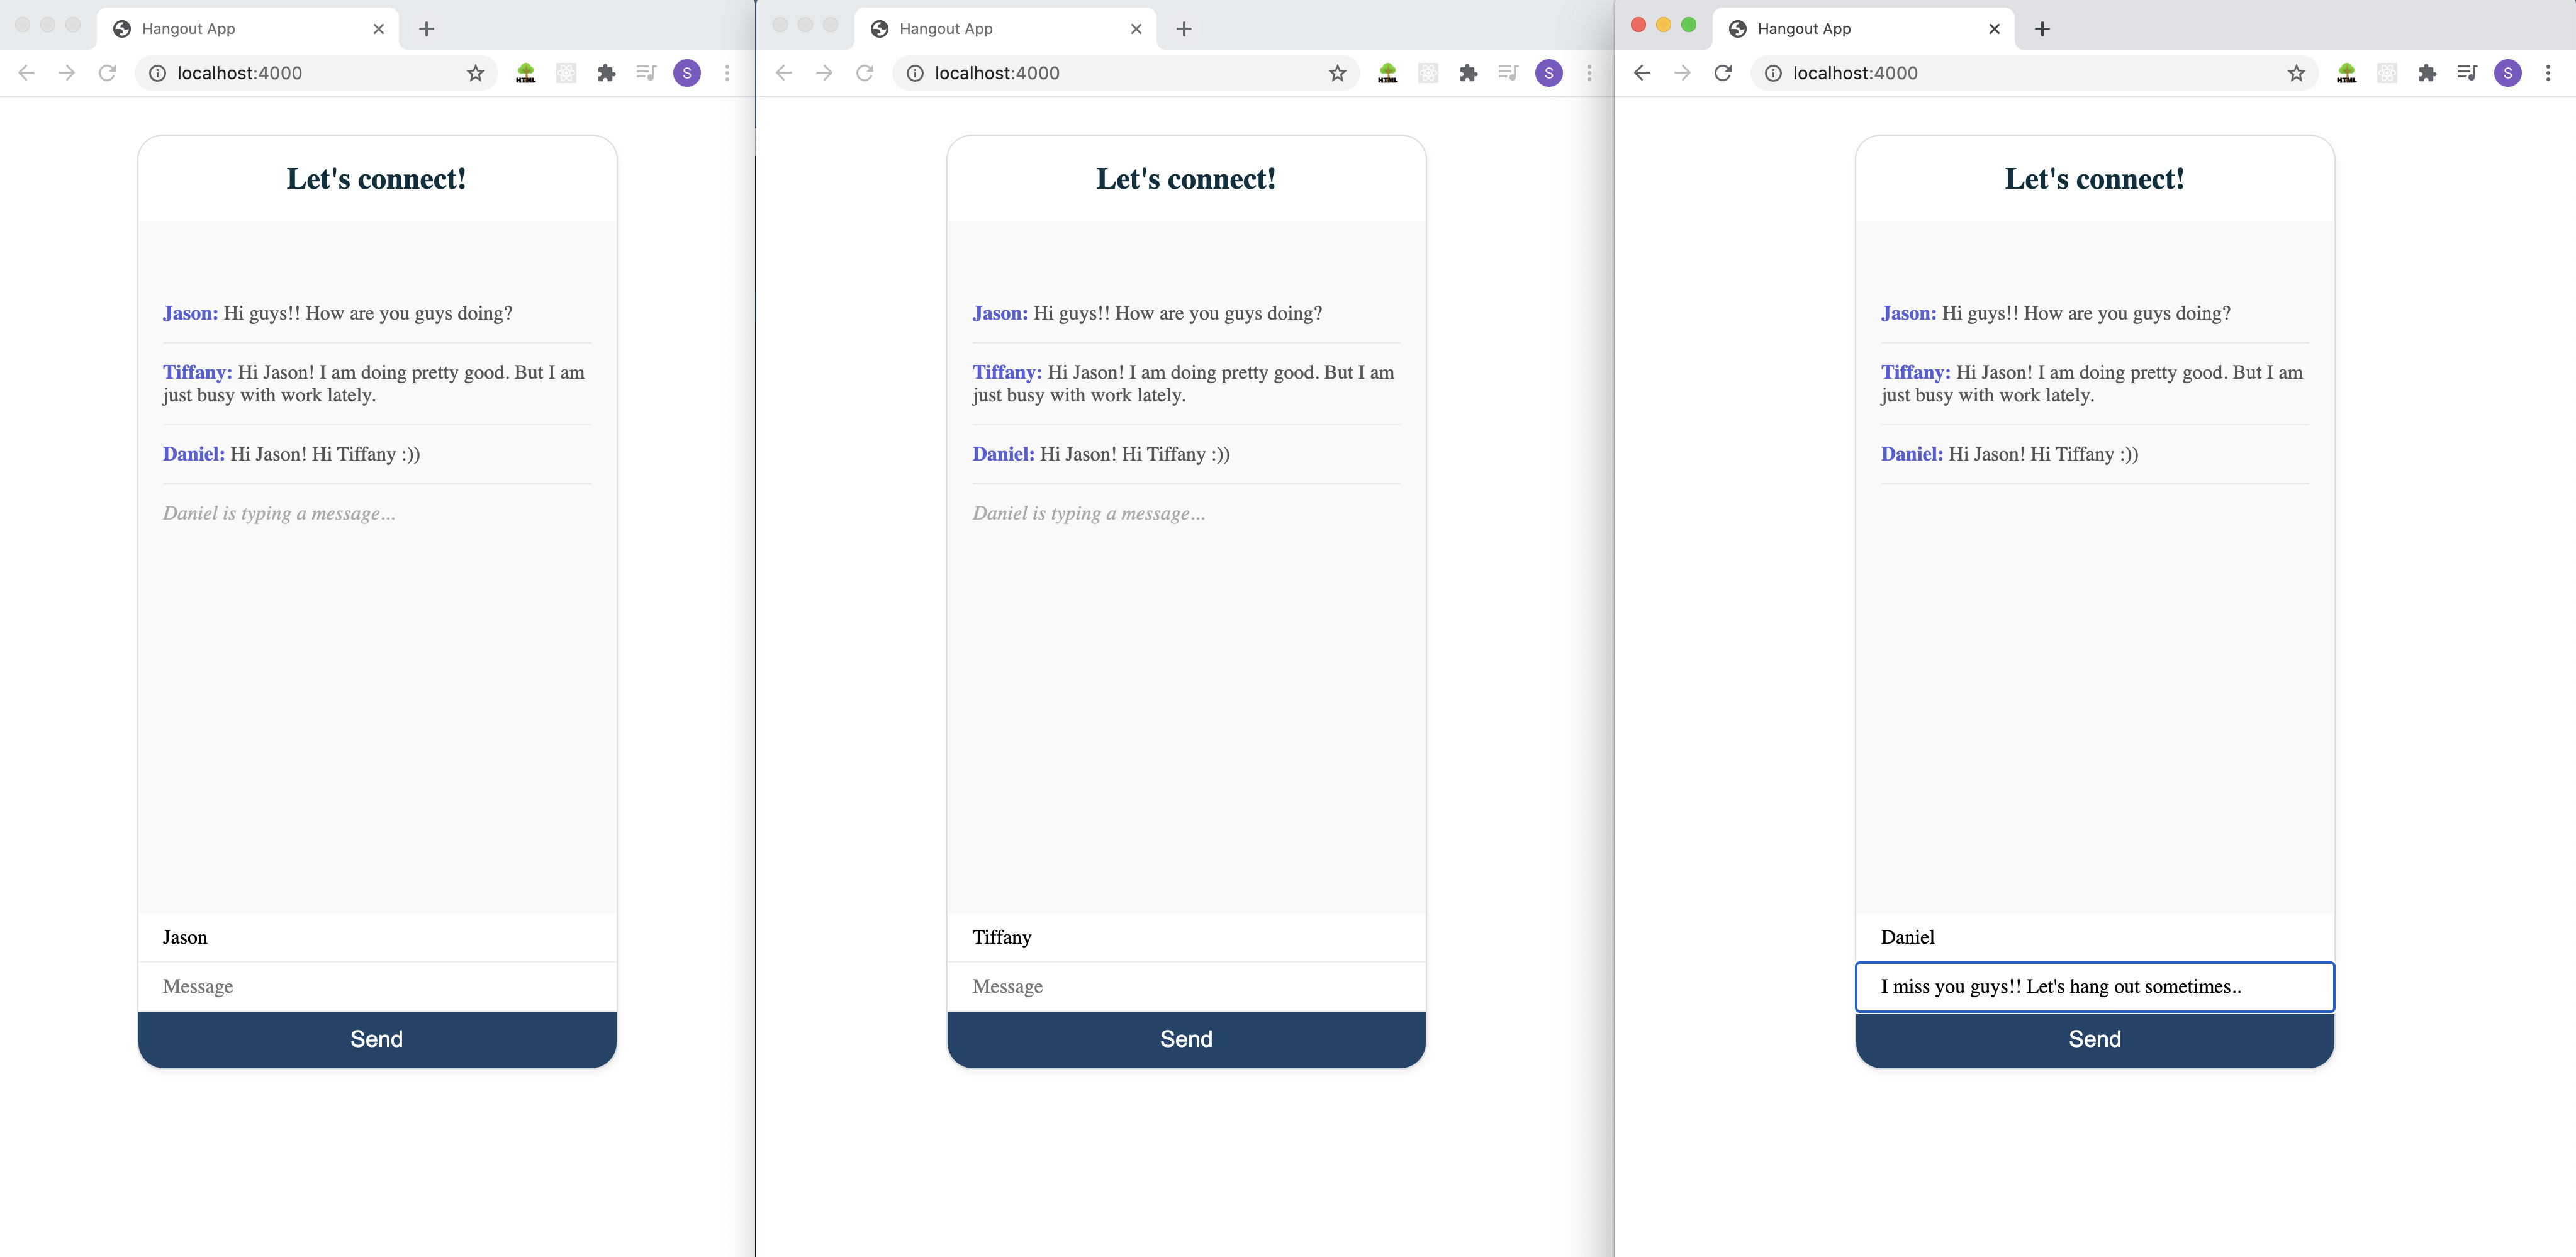 Hangout App
localhost:4000
HTML
S
Let's connect!
Jason: Hi guys!! How are you guys doing?
Tiffany: Hi Jason! I am doing pretty good. But I am
just busy with work lately.
Daniel: Hi Jason! Hi Tiffany :))
Daniel is typing a message...
Jason
Message
Send
Hangout App
localhost:4000
HTML
S
Let's connect!
Jason: Hi guys!! How are you guys doing?
Tiffany: Hi Jason! I am doing pretty good. But I am
just busy with work lately.
Daniel: Hi Jason! Hi Tiffany :))
Daniel is typing a message...
Tiffany
Message
Send
Hangout App
localhost:4000
HTML
S
Let's connect!
Jason: Hi guys!! How are you guys doing?
Tiffany: Hi Jason! I am doing pretty good. But I am
just busy with work lately.
Daniel: Hi Jason! Hi Tiffany :))
Daniel
I miss you guys!! Let's hang out sometimes..
Send